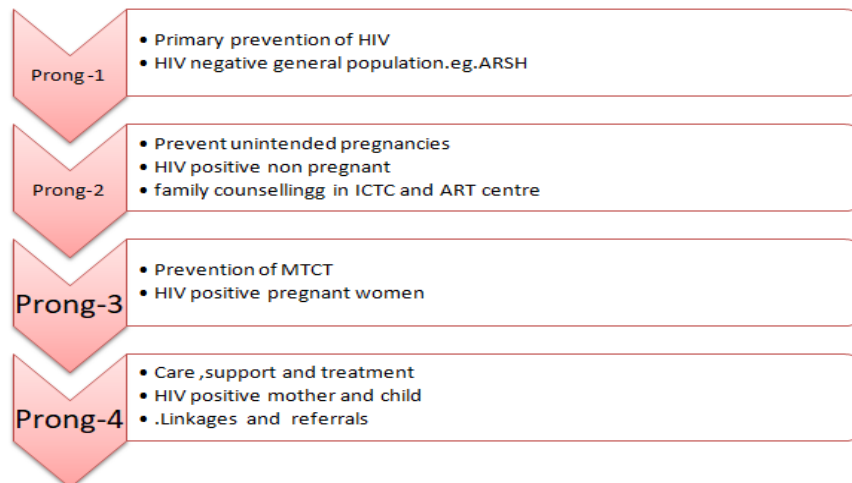 Prong-1
• Primary prevention of HIV
• HIV negative general population.eg.ARSH
Prong-2
• Prevent unintended pregnancies
• HIV positive non pregnant
• family counsellingg in ICTC and ART centre
Prong-3
• Prevention of MTCT
• HIV positive pregnant women
Prong-4
• Care ,support and treatment
• HIV positive mother and child
• .Linkages and referrals